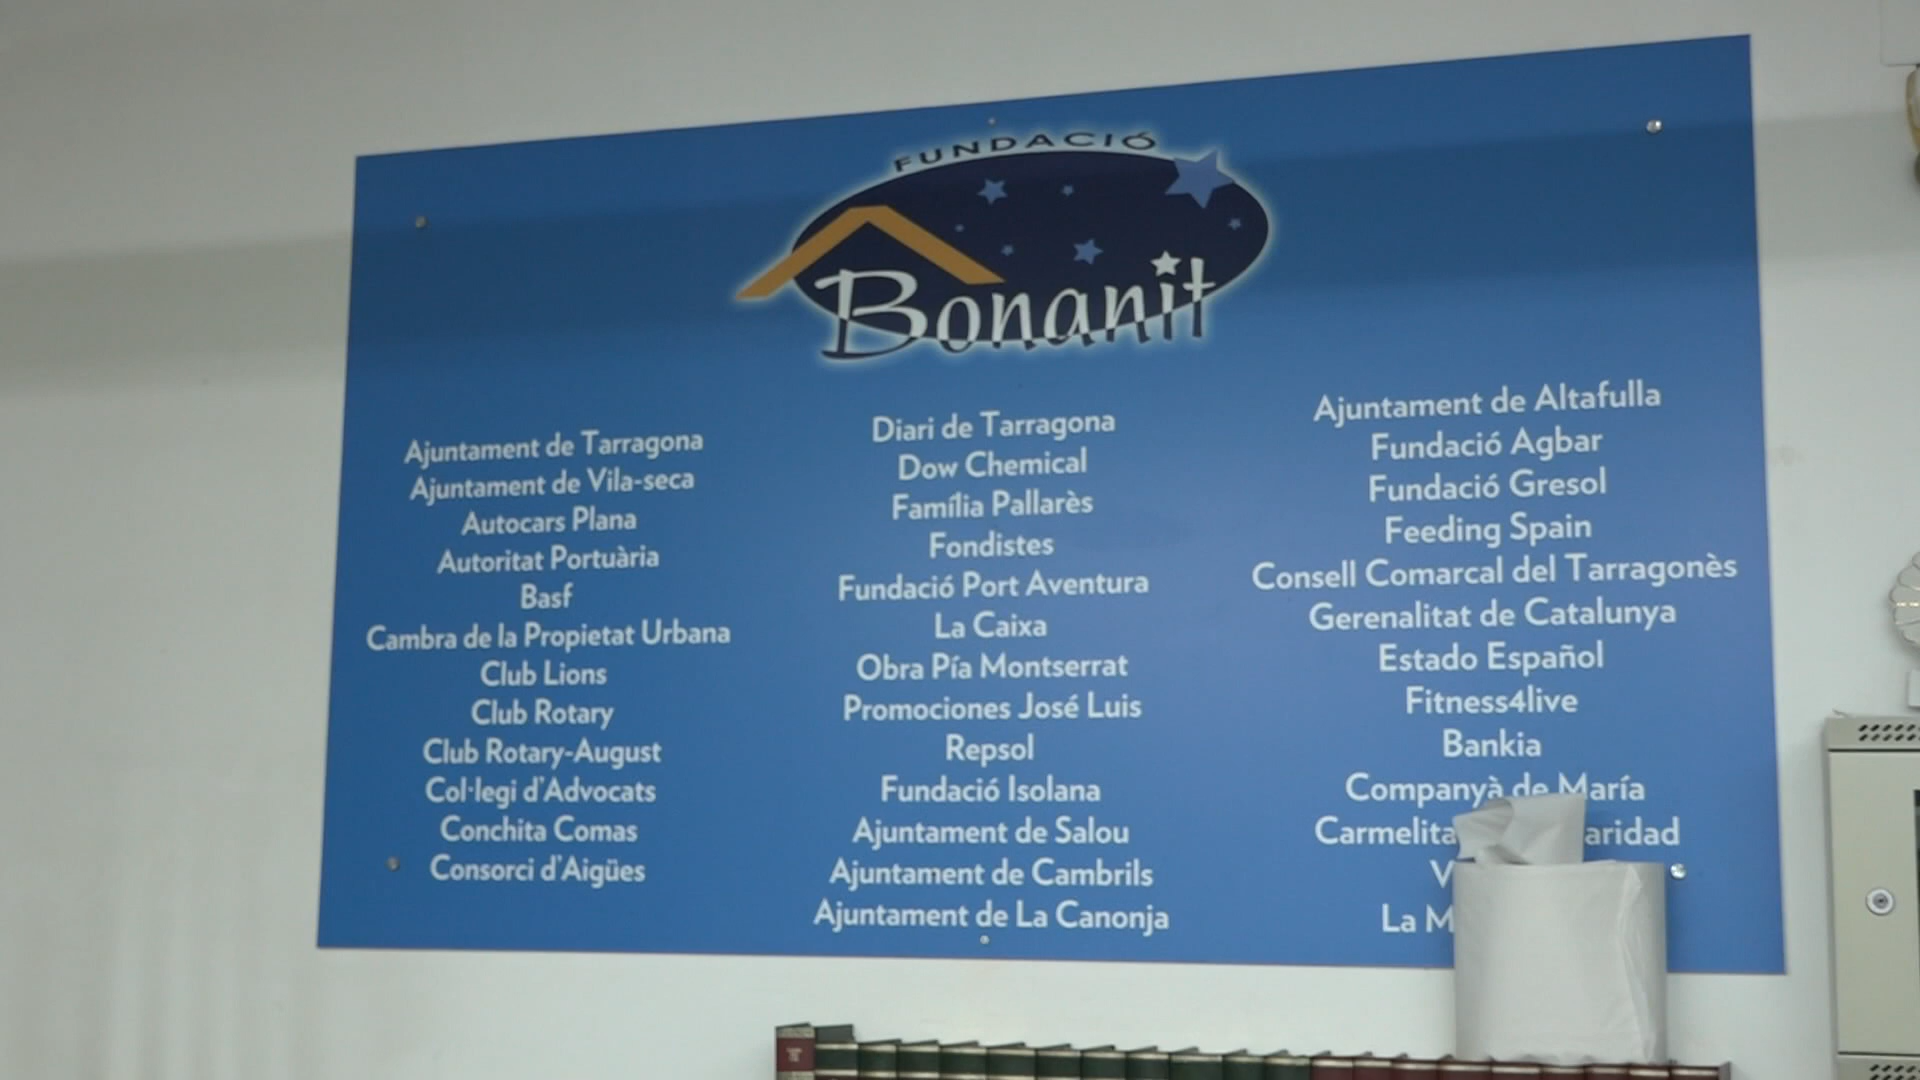 FUNDACIÓ
Bonanit
Ajuntament de Tarragona
Ajuntament de Vila-seca
Autocars Plana
Autoritat Portuària
Basf
Cambra de la Propietat Urbana
Club Lions
Club Rotary
Club Rotary-August
Col·legi d'Advocats
Conchita Comas
Consorci d'Aigües
Diari de Tarragona
Dow Chemical
Família Pallarès
Fondistes
Fundació Port Aventura
La Caixa
Obra Pía Montserrat
Promociones José Luis
Repsol
Fundació Isolana
Ajuntament de Salou
Ajuntament de Cambrils
Ajuntament de La Canonja
Ajuntament de Altafulla
Fundació Agbar
Fundació Gresol
Feeding Spain
Consell Comarcal del Tarragonès
Gerenalitat de Catalunya
Estado Español
Fitness4live
Bankia
Companyà de María
La